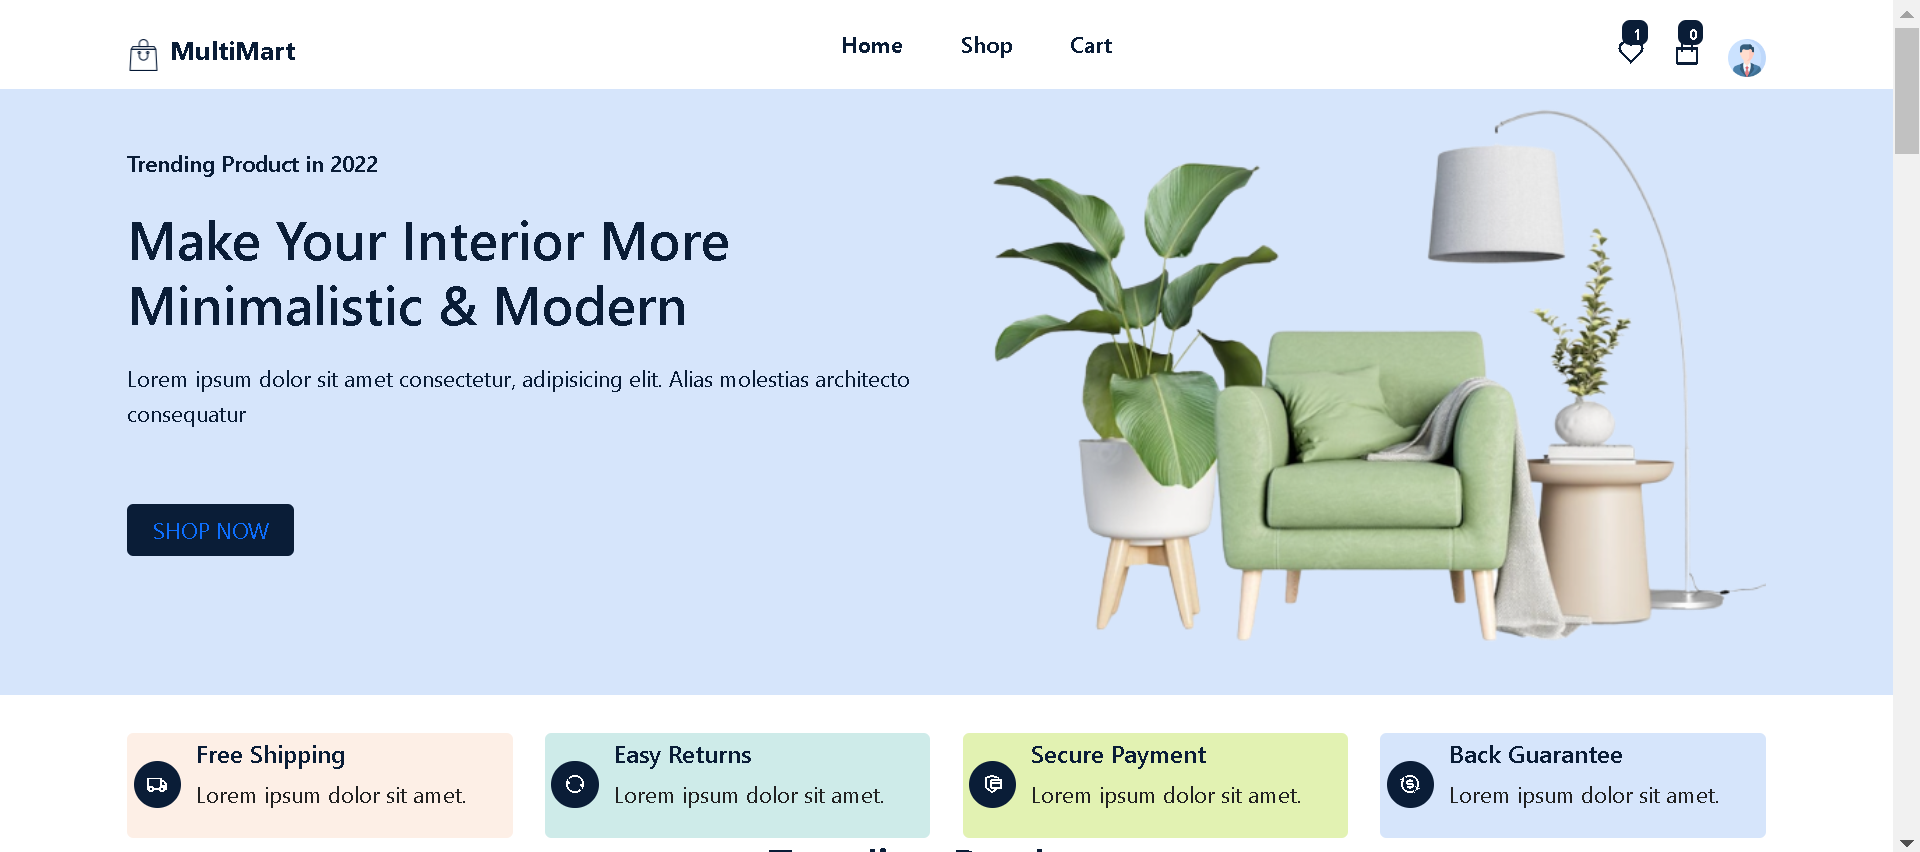 MultiMart
Home
Shop
Cart
1
0
Trending Product in 2022
Make Your Interior More
Minimalistic & Modern
Lorem ipsum dolor sit amet consectetur, adipisicing elit. Alias molestias architecto
consequatur
SHOP NOW
Free Shipping
Lorem ipsum dolor sit amet.
Easy Returns
Lorem ipsum dolor sit amet.
Secure Payment
Lorem ipsum dolor sit amet.
Back Guarantee
Lorem ipsum dolor sit amet.